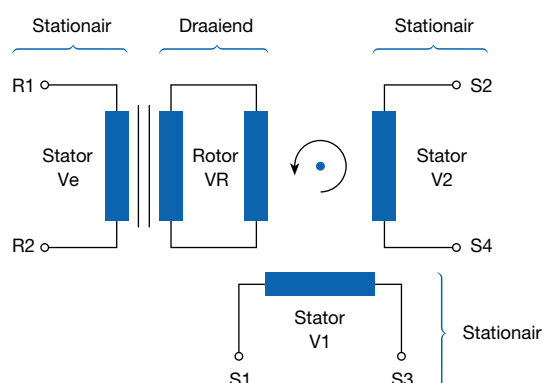 Stationair
Draaiend
Stationair
R1
S2
Stator
Ve
Rotor
VR
Stator
V2
R2
S4
Stator
V1
Stationair
S1
S3